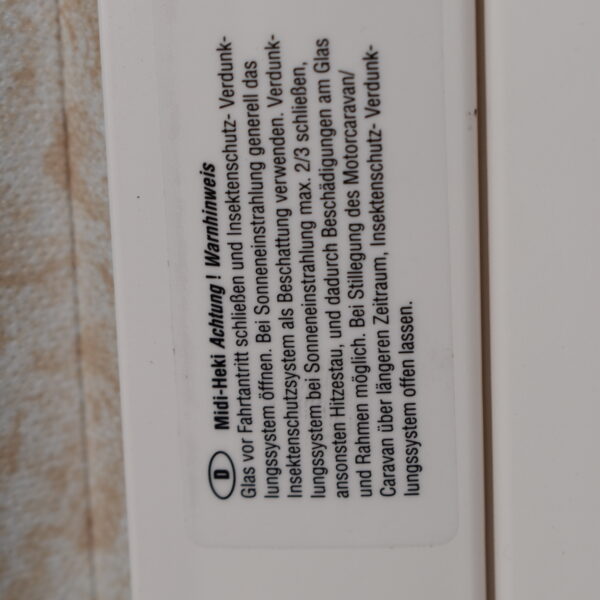 D Midi-Heki Achtung ! Warnhinweis
Glas vor Fahrtantritt schließen und Insektenschutz- Verdunk-
lungssystem öffnen. Bei Sonneneinstrahlung generell das
Insektenschutzsystem als Beschattung verwenden. Verdunk-
lungssystem bei Sonneneinstrahlung max. 2/3 schließen,
ansonsten Hitzestau, und dadurch Beschädigungen am Glas
und Rahmen möglich. Bei Stillegung des Motorcaravan/
Caravan über längeren Zeitraum, Insektenschutz- Verdunk-
lungssystem offen lassen.